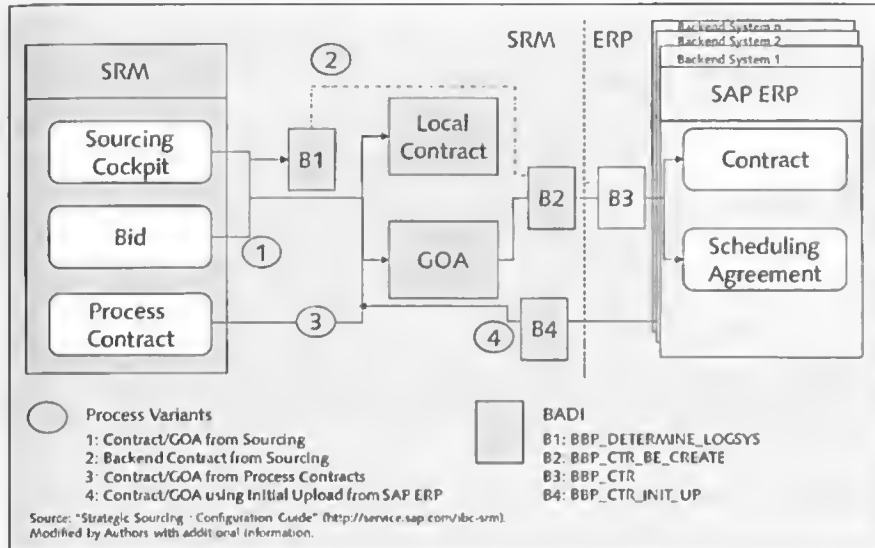 SRM
ERP
Backend System n
Backend System 2
Backend System 1
SRM
SAP ERP
Sourcing
Cockpit
Bid
Process
Contract
2
B1
Local
Contract
B2
B3
Contract
1
GOA
Scheduling
Agreement
3
4
B4
Process Variants
1: Contract/GOA from Sourcing
2: Backend Contract from Sourcing
3: Contract/GOA from Process Contracts
4: Contract/GOA using Initial Upload from SAP ERP
BADI
B1: BBP_DETERMINE_LOGSYS
B2: BBP_CTR_BE_CREATE
B3: BBP_CTR
B4: BBP_CTR_INIT_UP
Source: "Strategic Sourcing - Configuration Guide" (http://service.sap.com/ibc-srm).
Modified by Authors with additional information.